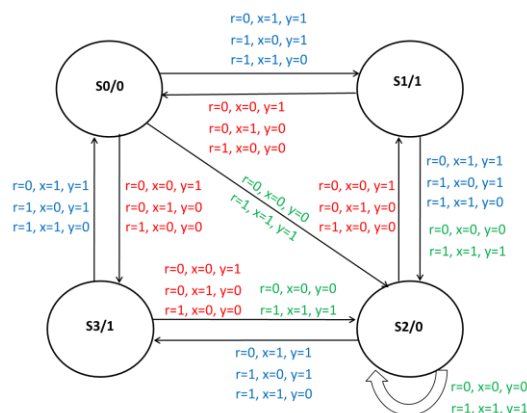 r=0, x=1, y=1
r=1, x=0, y=1
r=1, x=1, y=0
S0/0
S1/1
r=0, x=0, y=1
r=0, x=1, y=0
r=1, x=0, y=0
r=0, x=1, y=1
r=1, x=0, y=1
r=1, x=1, y=0
r=0, x=0, y=1
r=0, x=1, y=0
r=1, x=0, y=0
r=0, x=0, y=0
r=1, x=1, y=1
r=0, x=0, y=1
r=0, x=1, y=0
r=1, x=0, y=0
r=0, x=1, y=1
r=1, x=0, y=1
r=1, x=1, y=0
r=0, x=0, y=0
r=1, x=1, y=1
r=0, x=0, y=1
r=0, x=1, y=0
r=1, x=0, y=0
r=0, x=0, y=0
r=1, x=1, y=1
S3/1
S2/0
r=0, x=1, y=1
r=1, x=0, y=1
r=1, x=1, y=0
r=0, x=0, y=0
r=1, x=1, y=1